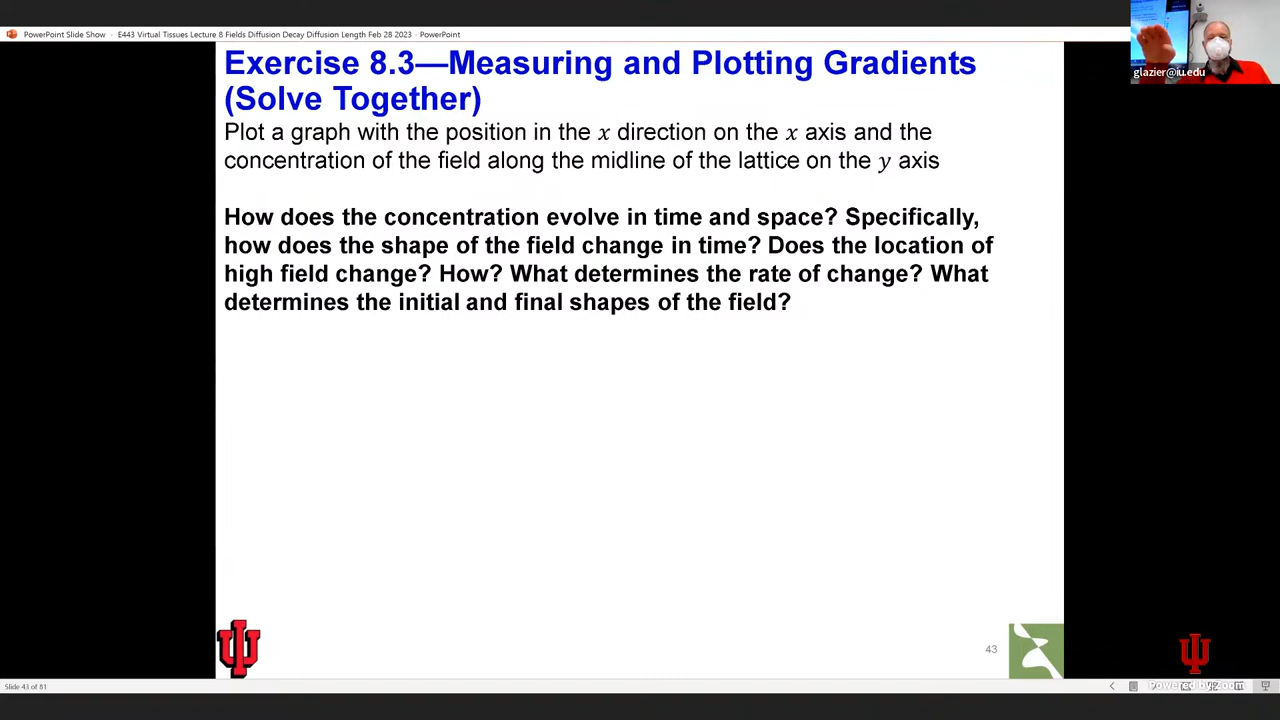 PowerPoint Slide Show - E443 Virtual Tissues Lecture 8 Fields Diffusion Decay Diffusion Length Feb 28 2023 - PowerPoint
glazier@iu.edu
Exercise 8.3—Measuring and Plotting Gradients
(Solve Together)
Plot a graph with the position in the x direction on the x axis and the
concentration of the field along the midline of the lattice on the y axis
How does the concentration evolve in time and space? Specifically,
how does the shape of the field change in time? Does the location of
high field change? How? What determines the rate of change? What
determines the initial and final shapes of the field?
43
Slide 43 of 81
Powered by Zoom